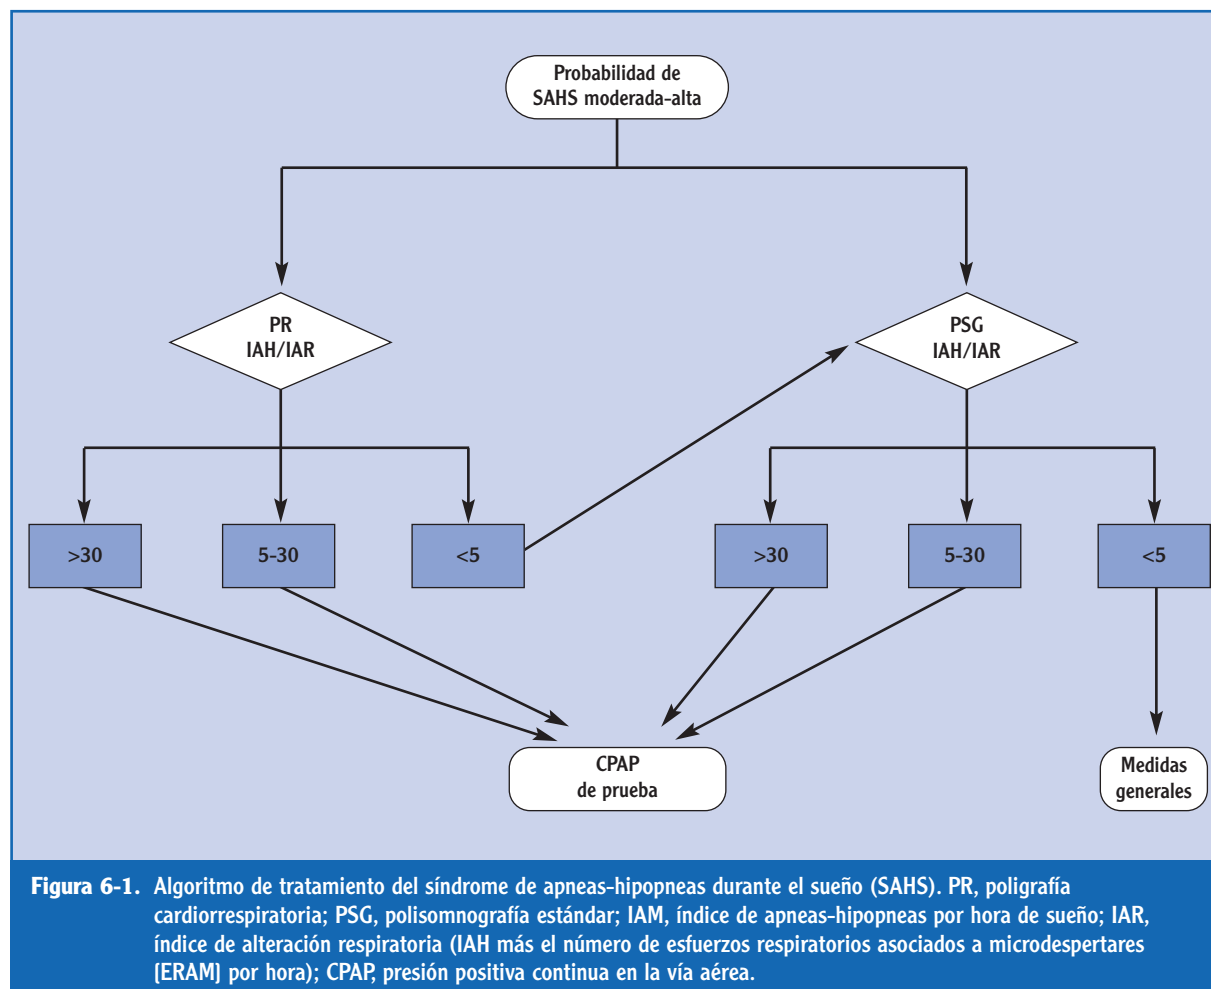 Probabilidad de
SAHS moderada-alta
PR
IAH/IAR
PSG
IAH/IAR
>30
5-30
<5
>30
5-30
<5
CPAP
de prueba
Medidas
generales
Figura 6-1. Algoritmo de tratamiento del síndrome de apneas-hipopneas durante el sueño (SAHS). PR, poligrafía
cardiorrespiratoria; PSG, polisomnografía estándar; IAM, índice de apneas-hipopneas por hora de sueño; IAR,
índice de alteración respiratoria (IAH más el número de esfuerzos respiratorios asociados a microdespertares
[ERAM] por hora); CPAP, presión positiva continua en la vía aérea.